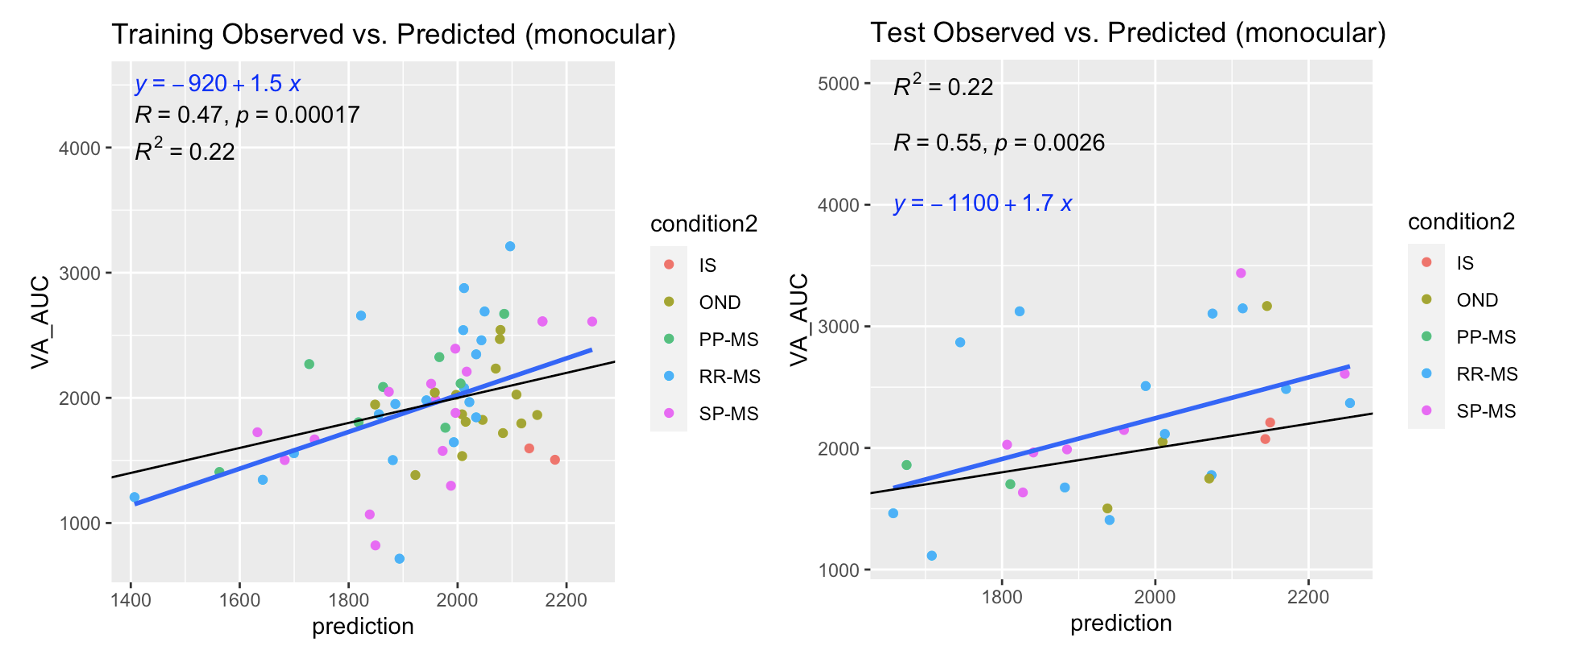 Training Observed vs. Predicted (monocular)
y = −920 + 1.5 x
R = 0.47, p = 0.00017
R² = 0.22
4000
3000
2000
1000
VA_AUC
1400 1600 1800 2000 2200
prediction
condition2
IS
OND
PP-MS
RR-MS
SP-MS
Test Observed vs. Predicted (monocular)
R² = 0.22
R = 0.55, p = 0.0026
y = −1100 + 1.7 x
5000
4000
3000
2000
1000
VA_AUC
1800 2000 2200
prediction
condition2
IS
OND
PP-MS
RR-MS
SP-MS